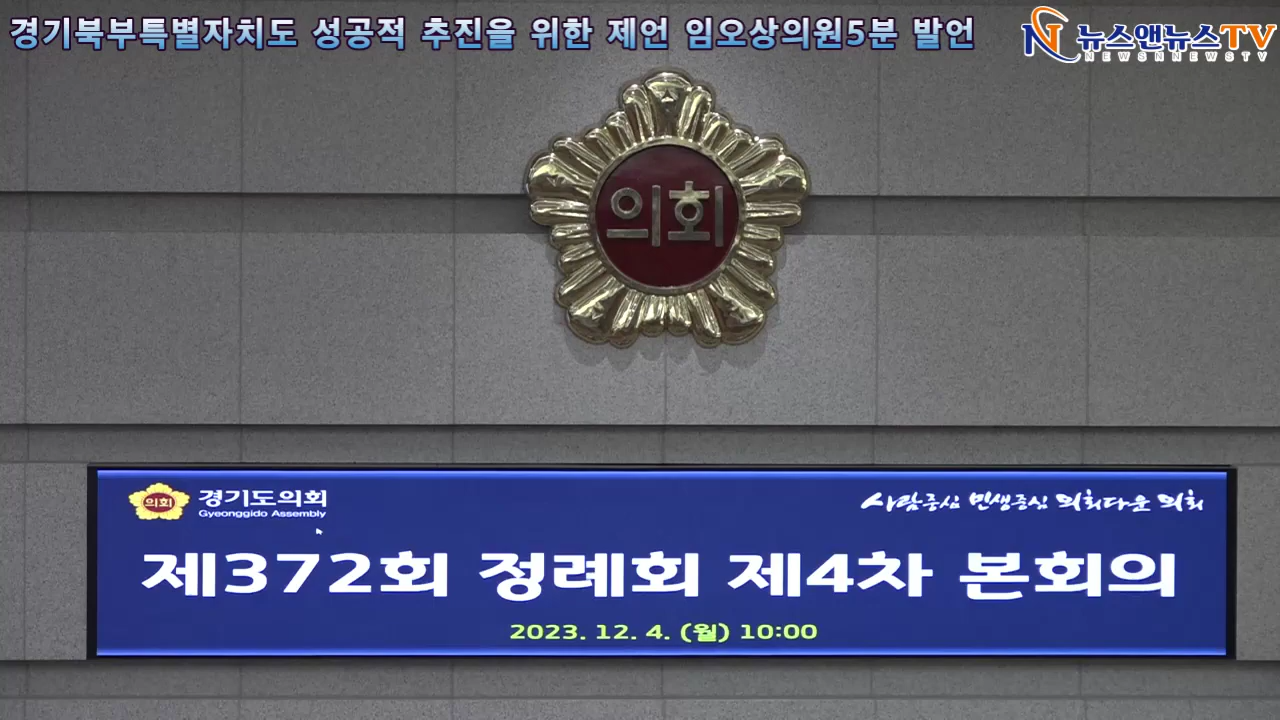 경기북부특별자치도 성공적 추진을 위한 제언 임오상의원5분 발언
뉴스앤뉴스TV
NEWSNNEWSTV
의회
의회
경기도의회
Gyeonggido Assembly
사람중심 민생중심 의회다운 의회
제372회 정례회 제4차 본회의
2023. 12. 4. (월) 10:00